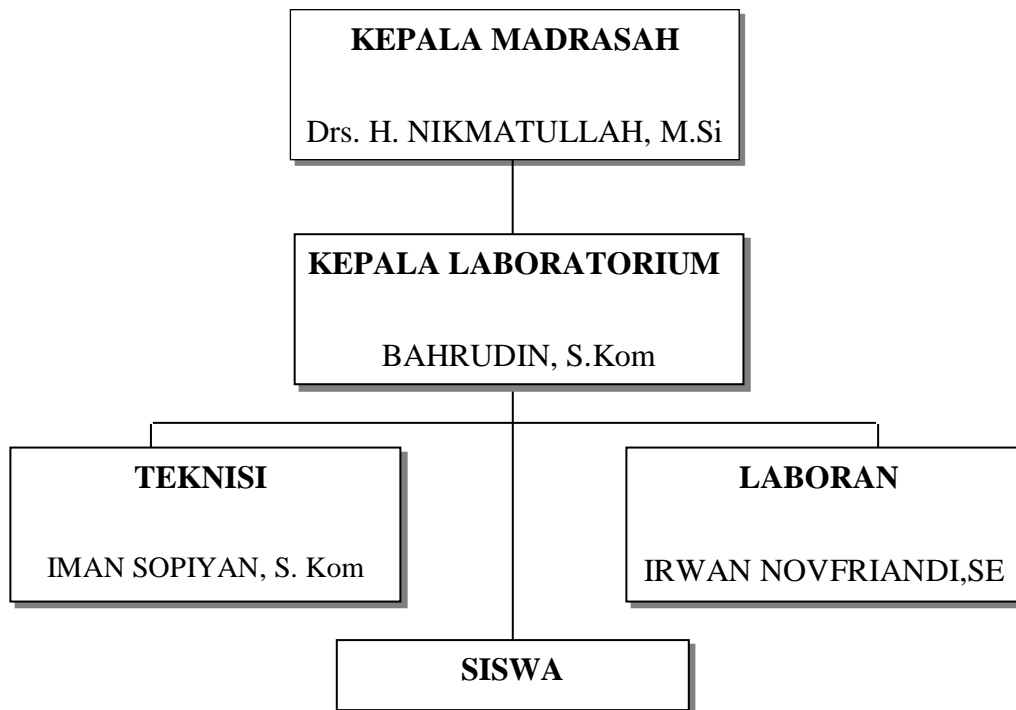 KEPALA MADRASAH
Drs. H. NIKMATULLAH, M.Si
KEPALA LABORATORIUM
BAHRUDIN, S.Kom
TEKNISI
IMAN SOPIYAN, S. Kom
LABORAN
IRWAN NOVFRIANDI,SE
SISWA